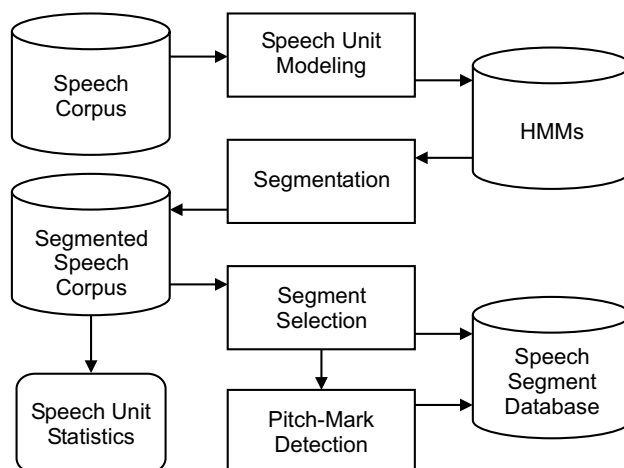 Speech
Corpus
Speech Unit
Modeling
HMMs
Segmentation
Segmented
Speech
Corpus
Segment
Selection
Speech
Segment
Database
Speech Unit
Statistics
Pitch-Mark
Detection